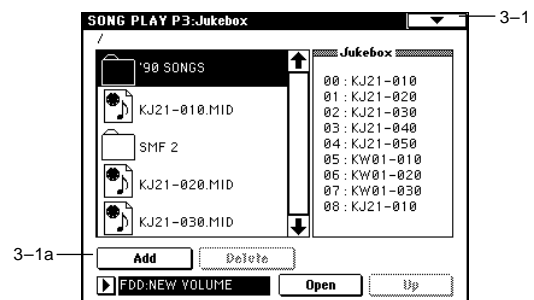 SONG PLAY P3:Jukebox
3–1
/
'90 SONGS
KJ21-010.MID
SMF 2
KJ21-020.MID
KJ21-030.MID
Jukebox
00 : KJ21-010
01 : KJ21-020
02 : KJ21-030
03 : KJ21-040
04 : KJ21-050
05 : KW01-010
06 : KW01-020
07 : KW01-030
08 : KJ21-010
3–1a
Add
Delete
FDD:NEW VOLUME
Open
Up